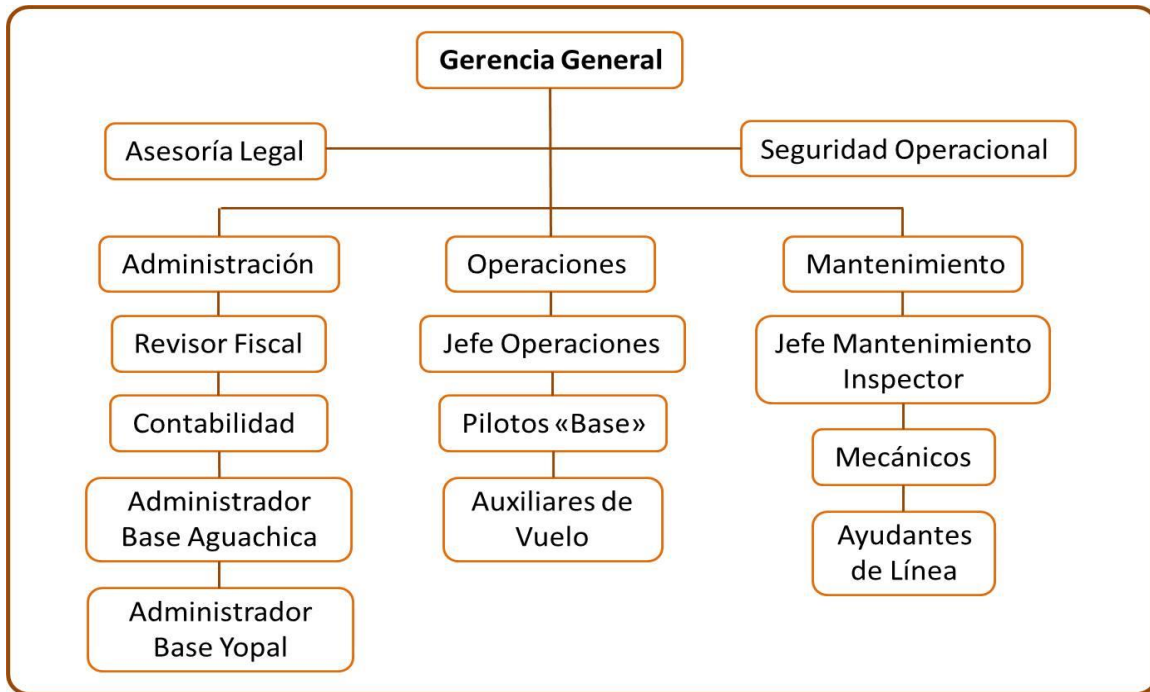 Gerencia General
Asesoría Legal
Seguridad Operacional
Administración
Operaciones
Mantenimiento
Revisor Fiscal
Jefe Operaciones
Jefe Mantenimiento
Inspector
Contabilidad
Pilotos «Base»
Mecánicos
Administrador
Base Aguachica
Auxiliares de
Vuelo
Ayudantes
de Línea
Administrador
Base Yopal